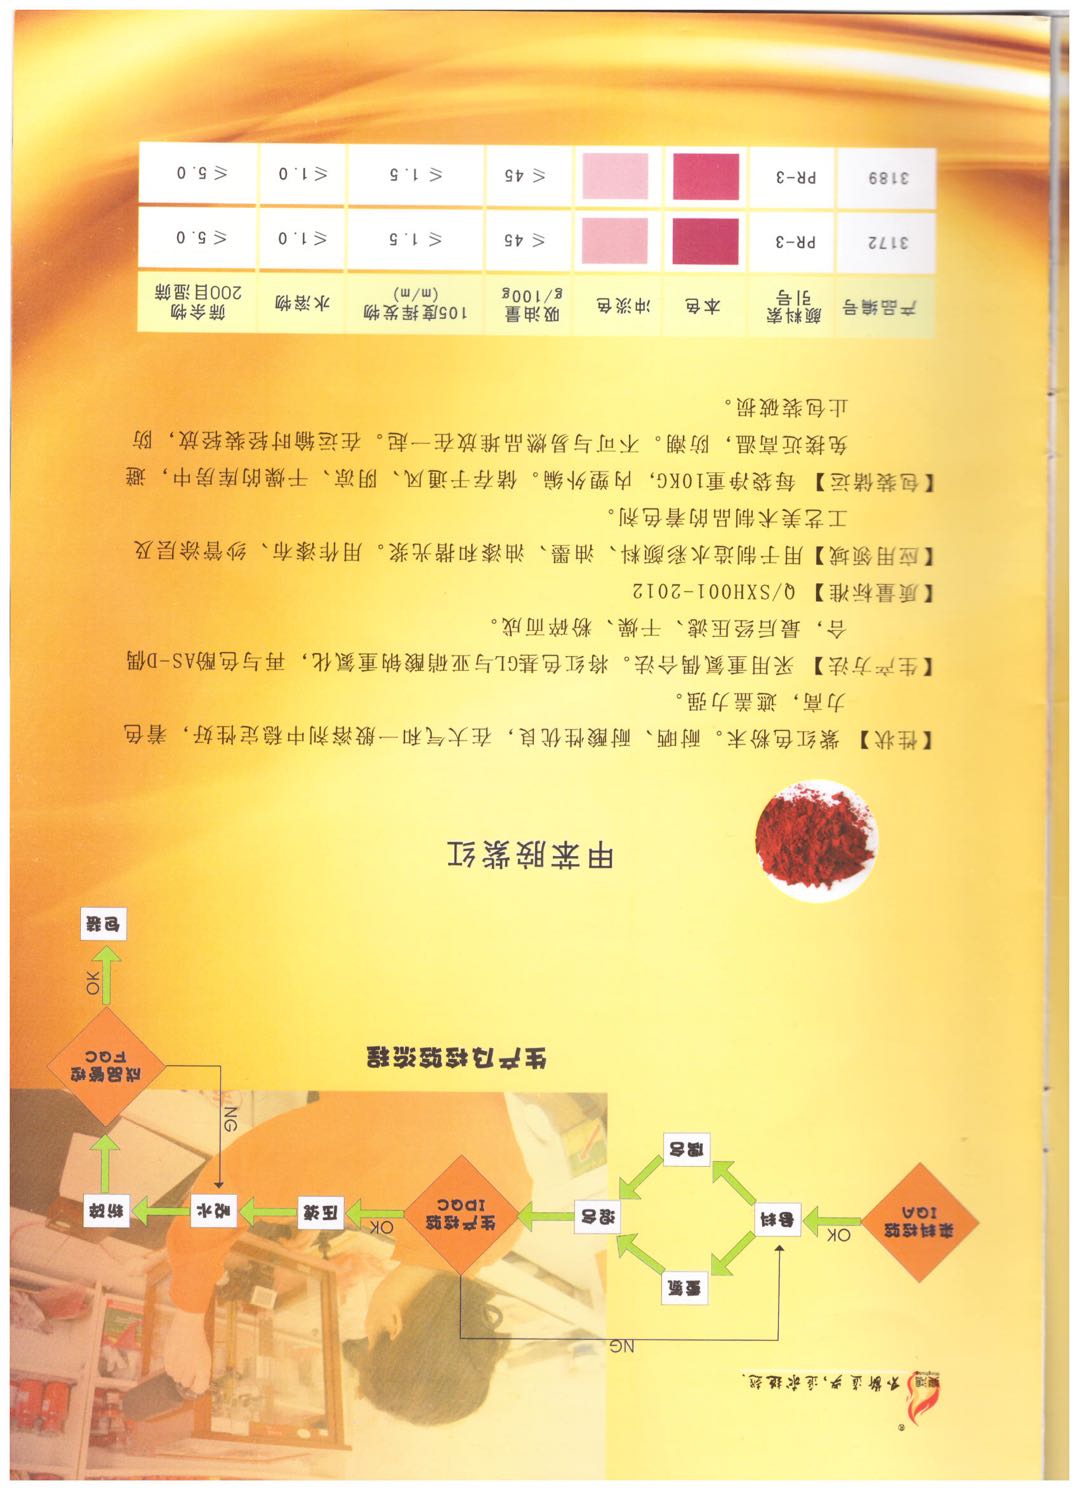 ®
NG
重氮
来料检验
IQA
OK
备料
混合
生产检验
IDQC
OK
压滤
脱水
粉碎
偶合
NG
生产及检验流程
成品管控
TQC
OK
包装
甲苯胺紫红
【性状】 紫红色粉末。耐晒、耐酸性优良，在大气和一般溶剂中稳定性好，着色
力高，遮盖力强。
【生产方法】 采用重氮偶合法。将红色基GL与亚硝酸钠重氮化，再与色酚AS-D偶
合，最后经压滤、干燥、粉碎而成。
【质量标准】 Q/SXH001-2012
【应用领域】 用于制造水彩颜料、油墨、油漆和揩光浆。用作漆布、纱管涂层及
工艺美术制品的着色剂。
【包装储运】 每袋净重10KG，内塑外编。储存于通风、阴凉、干燥的库房中，避
免接近高温，防潮。不可与易燃品堆放在一起。在运输时轻装轻放，防
止包装破损。
产品编号 颜料索引号 本色 冲淡色 吸油量 g/100g 105度挥发物 (m/m) 水溶物 筛余物 200目湿筛
3172 PR-3 ≤ 45 ≤ 1.5 ≤1.0 ≤5.0
3189 PR-3 ≤ 45 ≤ 1.5 ≤1.0 ≤5.0